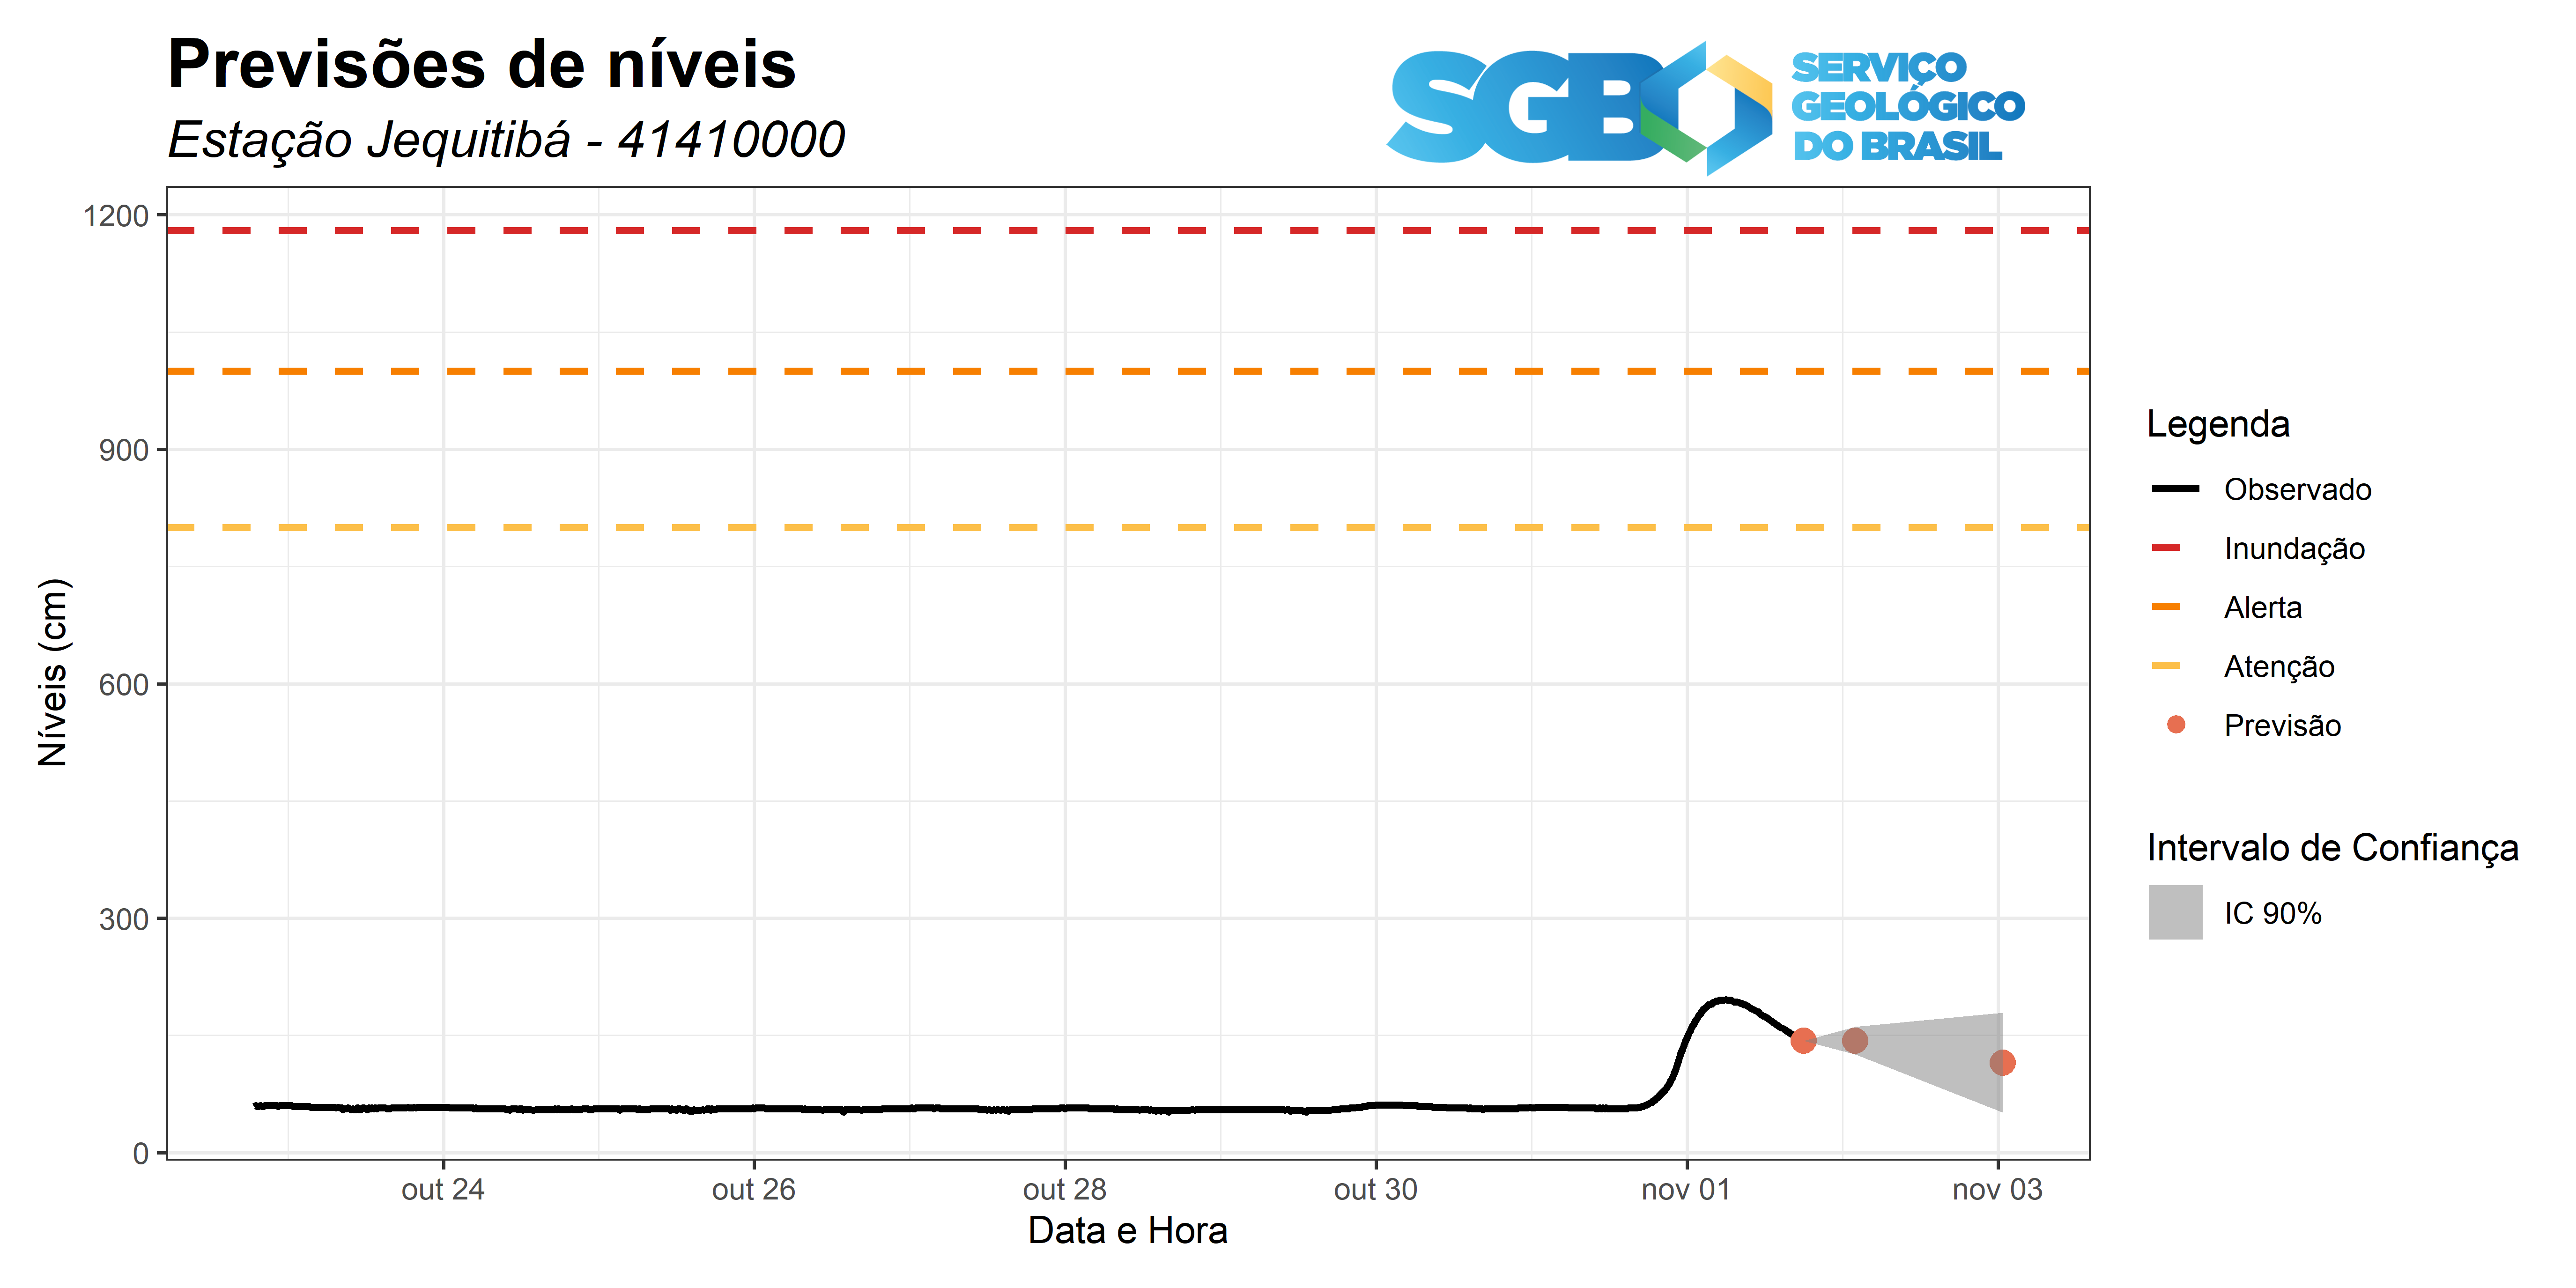 Previsões de níveis
Estação Jequitibá - 41410000
SGB
SERVIÇO
GEOLÓGICO
DO BRASIL
1200
900
600
300
0
Níveis (cm)
out 24
out 26
out 28
out 30
nov 01
nov 03
Data e Hora
Legenda
Observado
Inundação
Alerta
Atenção
Previsão
Intervalo de Confiança
IC 90%